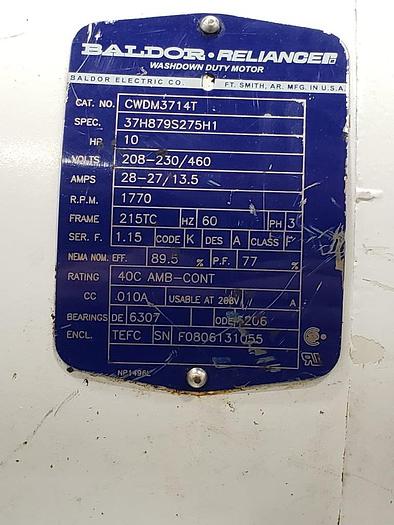 BALDOR • RELIANCE
WASHDOWN DUTY MOTOR
BALDOR ELECTRIC CO. FT. SMITH, AR. MFG. IN U.S.A.
CAT. NO. CWDM3714T
SPEC. 37H879S275H1
HP 10
VOLTS 208-230/460
AMPS 28-27/13.5
R.P.M. 1770
FRAME 215TC HZ 60 PH 3
SER. F. 1.15 CODE K DES A CLASS F
NEMA NOM. EFF. 89.5 % P.F. 77 %
RATING 40C AMB-CONT
CC .010A USABLE AT 208V A
BEARINGS DE 6307 ODE 6206
ENCL. TEFC SN F0806131055
NP1496L